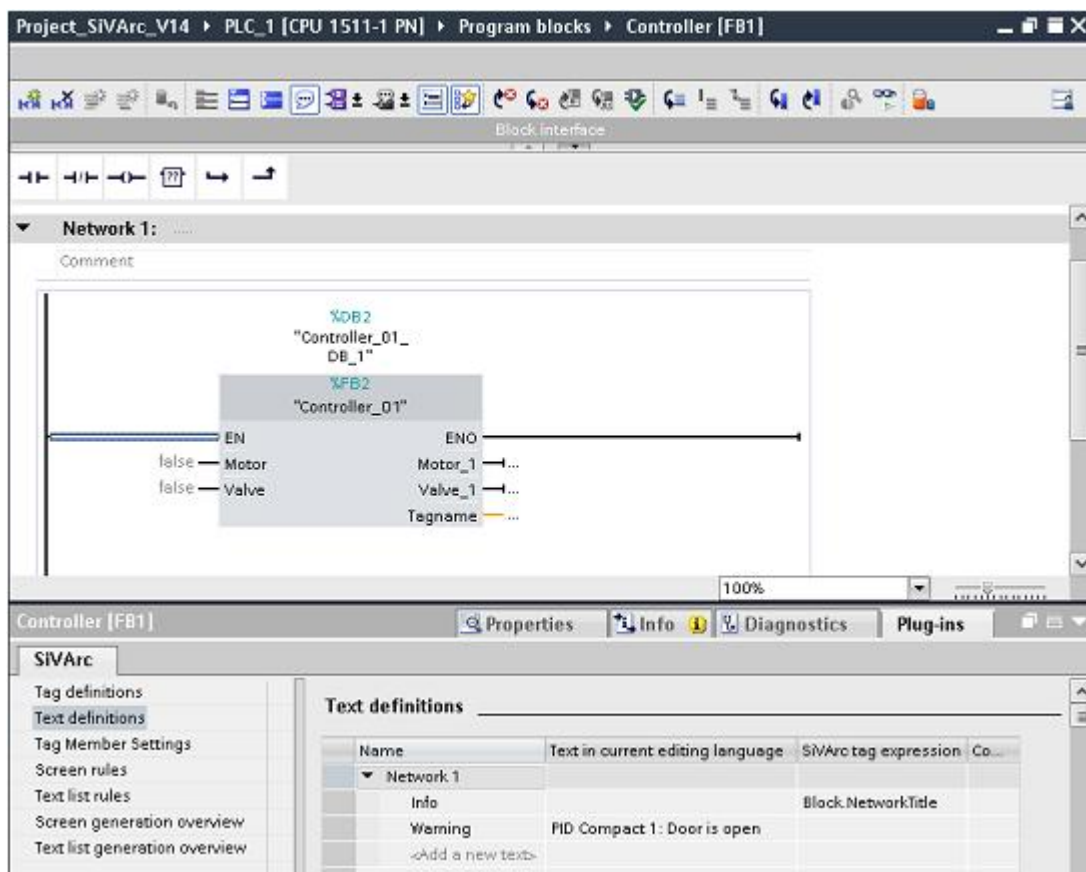 Project_SiVArc_V14 ▸ PLC_1 [CPU 1511-1 PN] ▸ Program blocks ▸ Controller [FB1]
Block interface
Network 1: .....
Comment
%DB2
"Controller_01_
DB_1"
%FB2
"Controller_01"
EN ENO
false Motor Motor_1 ...
false Valve Valve_1 ...
Tagname ...
100%
Controller [FB1] Properties Info Diagnostics Plug-ins
SiVArc
Tag definitions
Text definitions
Tag Member Settings
Screen rules
Text list rules
Screen generation overview
Text list generation overview
Text definitions
Name Text in current editing language SiVArc tag expression Co...
Network 1
Info Block.NetworkTitle
Warning PID Compact 1: Door is open
<Add a new text>